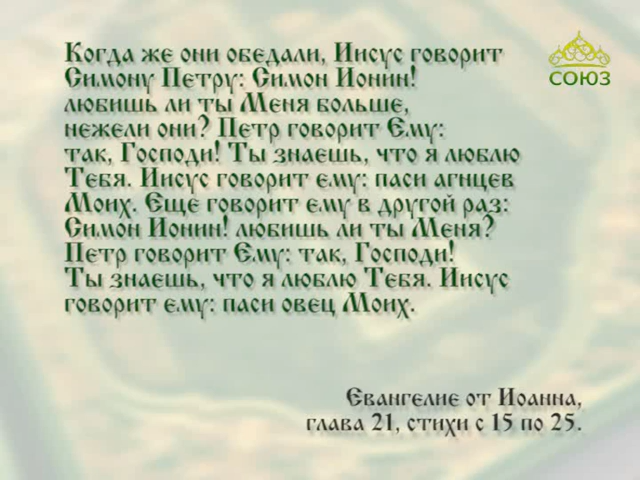 Когда же они обедали, Иисус говорит
Симону Петру: Симон Ионин!
любишь ли ты Меня больше,
нежели они? Петр говорит Ему:
так, Господи! Ты знаешь, что я люблю
Тебя. Иисус говорит ему: паси агнцев
Моих. Еще говорит ему в другой раз:
Симон Ионин! любишь ли ты Меня?
Петр говорит Ему: так, Господи!
Ты знаешь, что я люблю Тебя. Иисус
говорит ему: паси овец Моих.
СОЮЗ
Евангелие от Иоанна,
глава 21, стихи с 15 по 25.